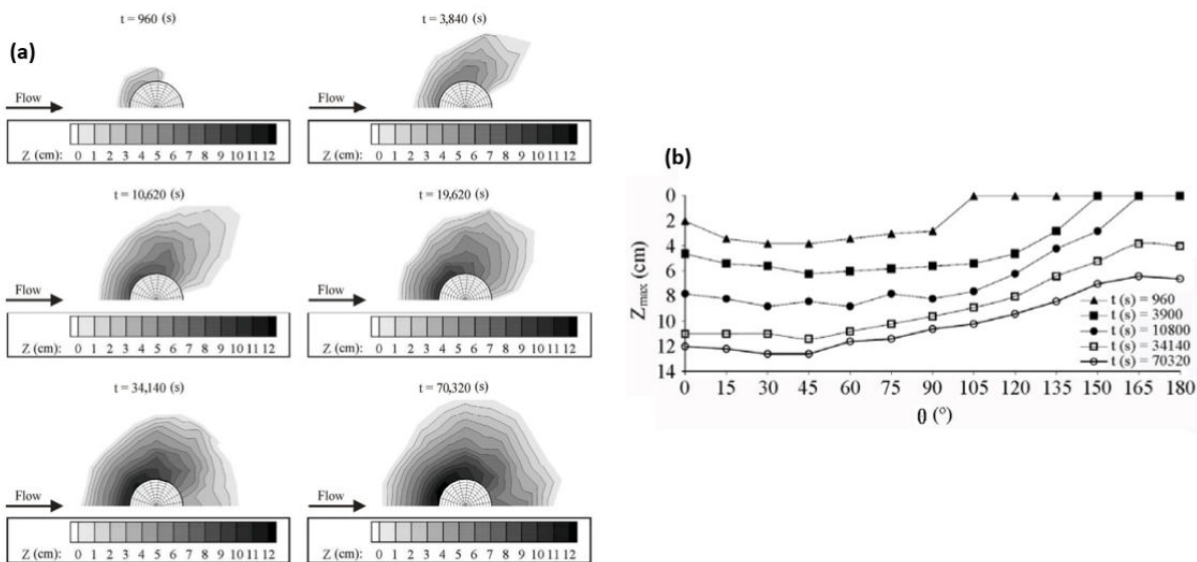 (a)
t = 960 (s)
Flow
Z (cm): 0 1 2 3 4 5 6 7 8 9 10 11 12
t = 3,840 (s)
Flow
Z (cm): 0 1 2 3 4 5 6 7 8 9 10 11 12
t = 10,620 (s)
Flow
Z (cm): 0 1 2 3 4 5 6 7 8 9 10 11 12
t = 19,620 (s)
Flow
Z (cm): 0 1 2 3 4 5 6 7 8 9 10 11 12
t = 34,140 (s)
Flow
Z (cm): 0 1 2 3 4 5 6 7 8 9 10 11 12
t = 70,320 (s)
Flow
Z (cm): 0 1 2 3 4 5 6 7 8 9 10 11 12
(b)
Zmax (cm)
0
2
4
6
8
10
12
14
t (s) = 960
t (s) = 3900
t (s) = 10800
t (s) = 34140
t (s) = 70320
0 15 30 45 60 75 90 105 120 135 150 165 180
θ (°)